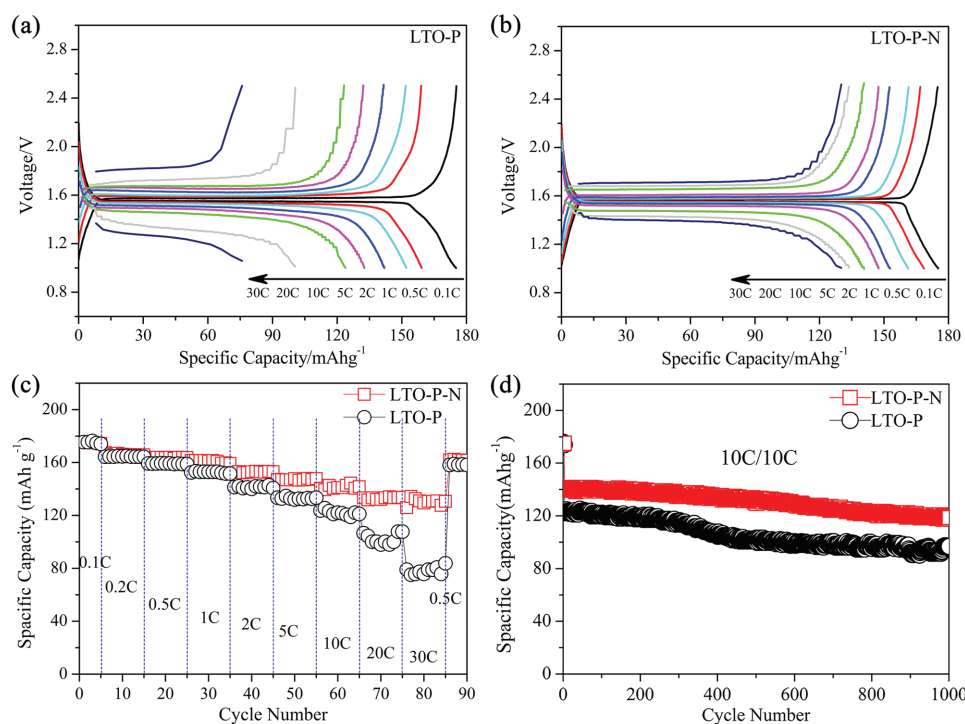 (a)
LTO-P
2.8
2.4
2.0
1.6
1.2
0.8
Voltage/V
30C 20C 10C 5C 2C 1C 0.5C 0.1C
0 30 60 90 120 150 180
Specific Capacity/mAhg-1
(b)
LTO-P-N
2.8
2.4
2.0
1.6
1.2
0.8
Voltage/V
30C 20C 10C 5C 2C 1C 0.5C 0.1C
0 30 60 90 120 150 180
Specific Capacity/mAhg-1
(c)
LTO-P-N
LTO-P
200
160
120
80
40
0
Spacific Capacity (mAh g-1)
0.1C
0.2C
0.5C
1C
2C
5C
10C
20C
30C
0.5C
0 10 20 30 40 50 60 70 80 90
Cycle Number
(d)
LTO-P-N
LTO-P
10C/10C
200
160
120
80
40
0
Spacific Capacity(mAhg-1)
0 200 400 600 800 1000
Cycle Number